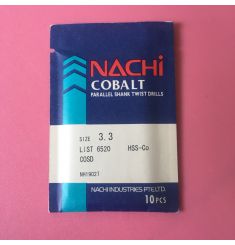 NACHi
COBALT
PARALLEL SHANK TWIST DRILLS
SIZE 3.3
LIST 6520 HSS-Co
COSD
NH19021
NACHI INDUSTRIES PTE.LTD.
10 PCS